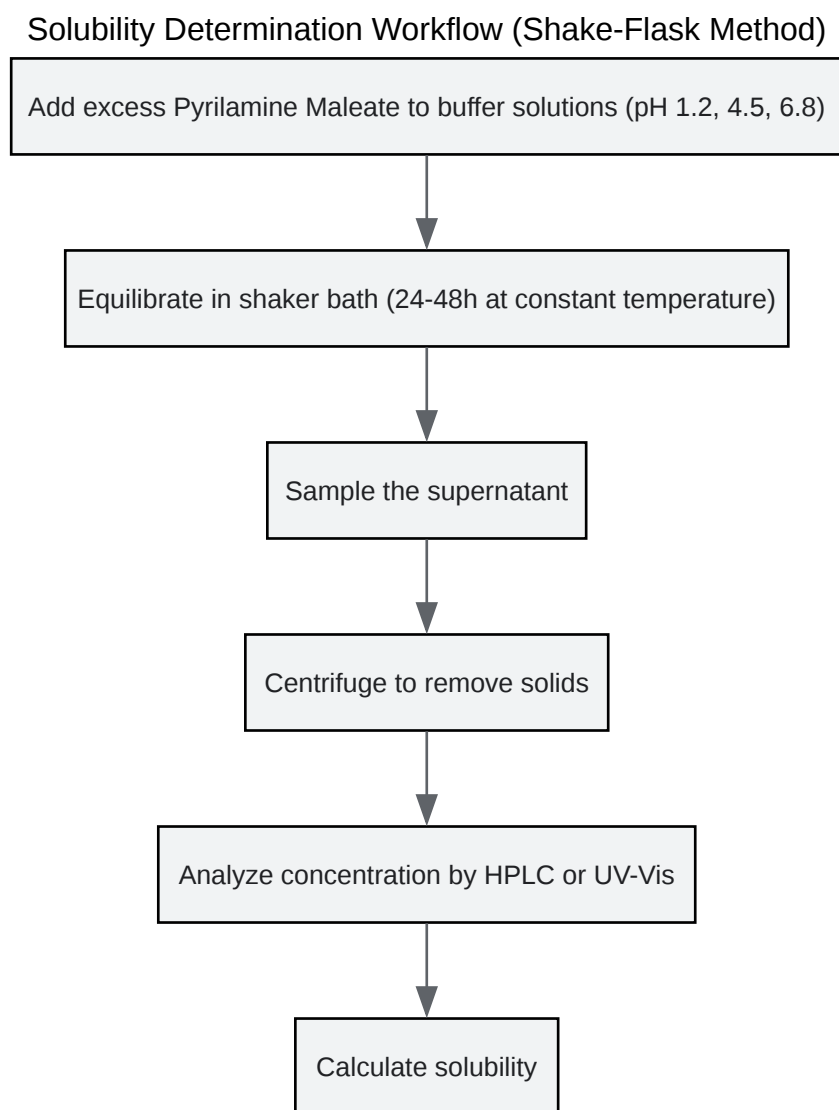 Solubility Determination Workflow (Shake-Flask Method)
Add excess Pyrilamine Maleate to buffer solutions (pH 1.2, 4.5, 6.8)
Equilibrate in shaker bath (24-48h at constant temperature)
Sample the supernatant
Centrifuge to remove solids
Analyze concentration by HPLC or UV-Vis
Calculate solubility